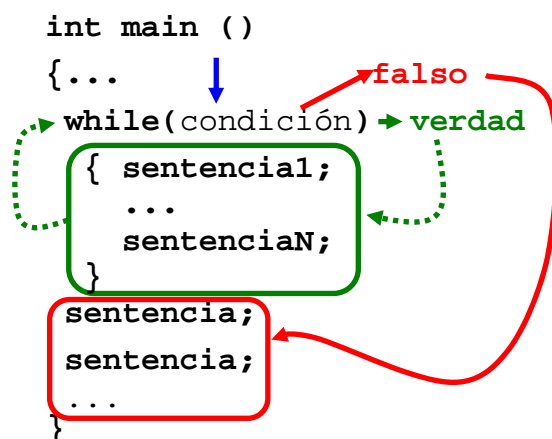 int main ()
{... falso
while(condición) verdad
{ sentencia1;
...
sentenciaN;
}
sentencia;
sentencia;
...
}